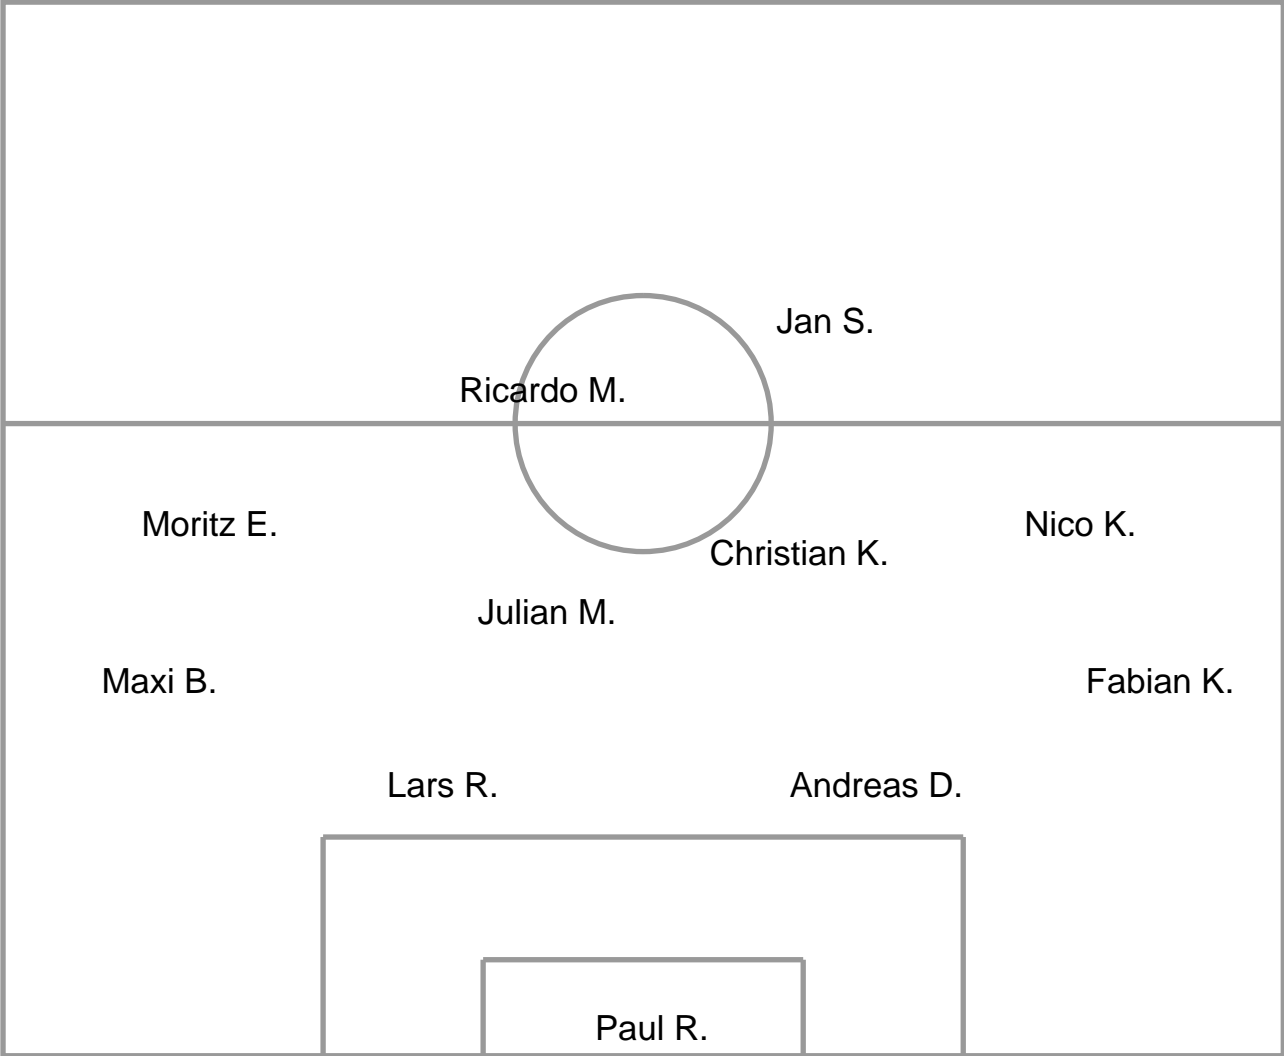 Jan S.
Ricardo M.
Moritz E.
Nico K.
Christian K.
Julian M.
Maxi B.
Fabian K.
Lars R.
Andreas D.
Paul R.